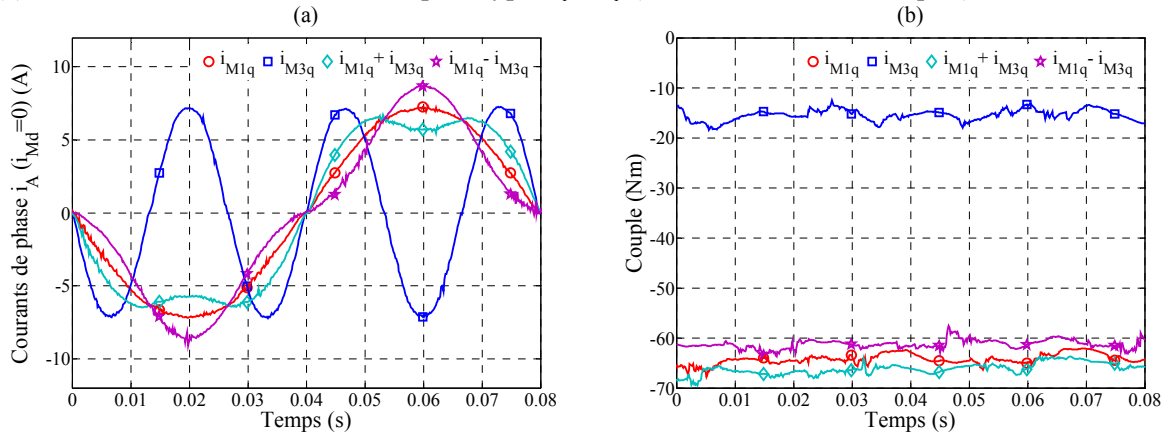 (a)
i_M1q i_M3q i_M1q+ i_M3q i_M1q- i_M3q
Courants de phase i_A (i_Md=0) (A)
10
5
0
-5
-10
0 0.01 0.02 0.03 0.04 0.05 0.06 0.07 0.08
Temps (s)
(b)
i_M1q i_M3q i_M1q+ i_M3q i_M1q- i_M3q
Couple (Nm)
0
-10
-20
-30
-40
-50
-60
-70
0 0.01 0.02 0.03 0.04 0.05 0.06 0.07 0.08
Temps (s)